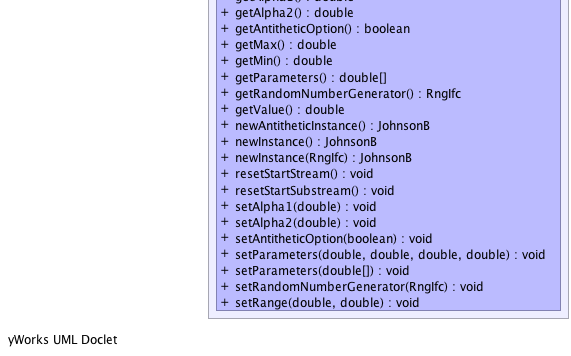 + getAlpha2() : double
+ getAntitheticOption() : boolean
+ getMax() : double
+ getMin() : double
+ getParameters() : double[]
+ getRandomNumberGenerator() : RngIfc
+ getValue() : double
+ newAntitheticInstance() : JohnsonB
+ newInstance() : JohnsonB
+ newInstance(RngIfc) : JohnsonB
+ resetStartStream() : void
+ resetStartSubstream() : void
+ setAlpha1(double) : void
+ setAlpha2(double) : void
+ setAntitheticOption(boolean) : void
+ setParameters(double, double, double, double) : void
+ setParameters(double[]) : void
+ setRandomNumberGenerator(RngIfc) : void
+ setRange(double, double) : void
yWorks UML Doclet